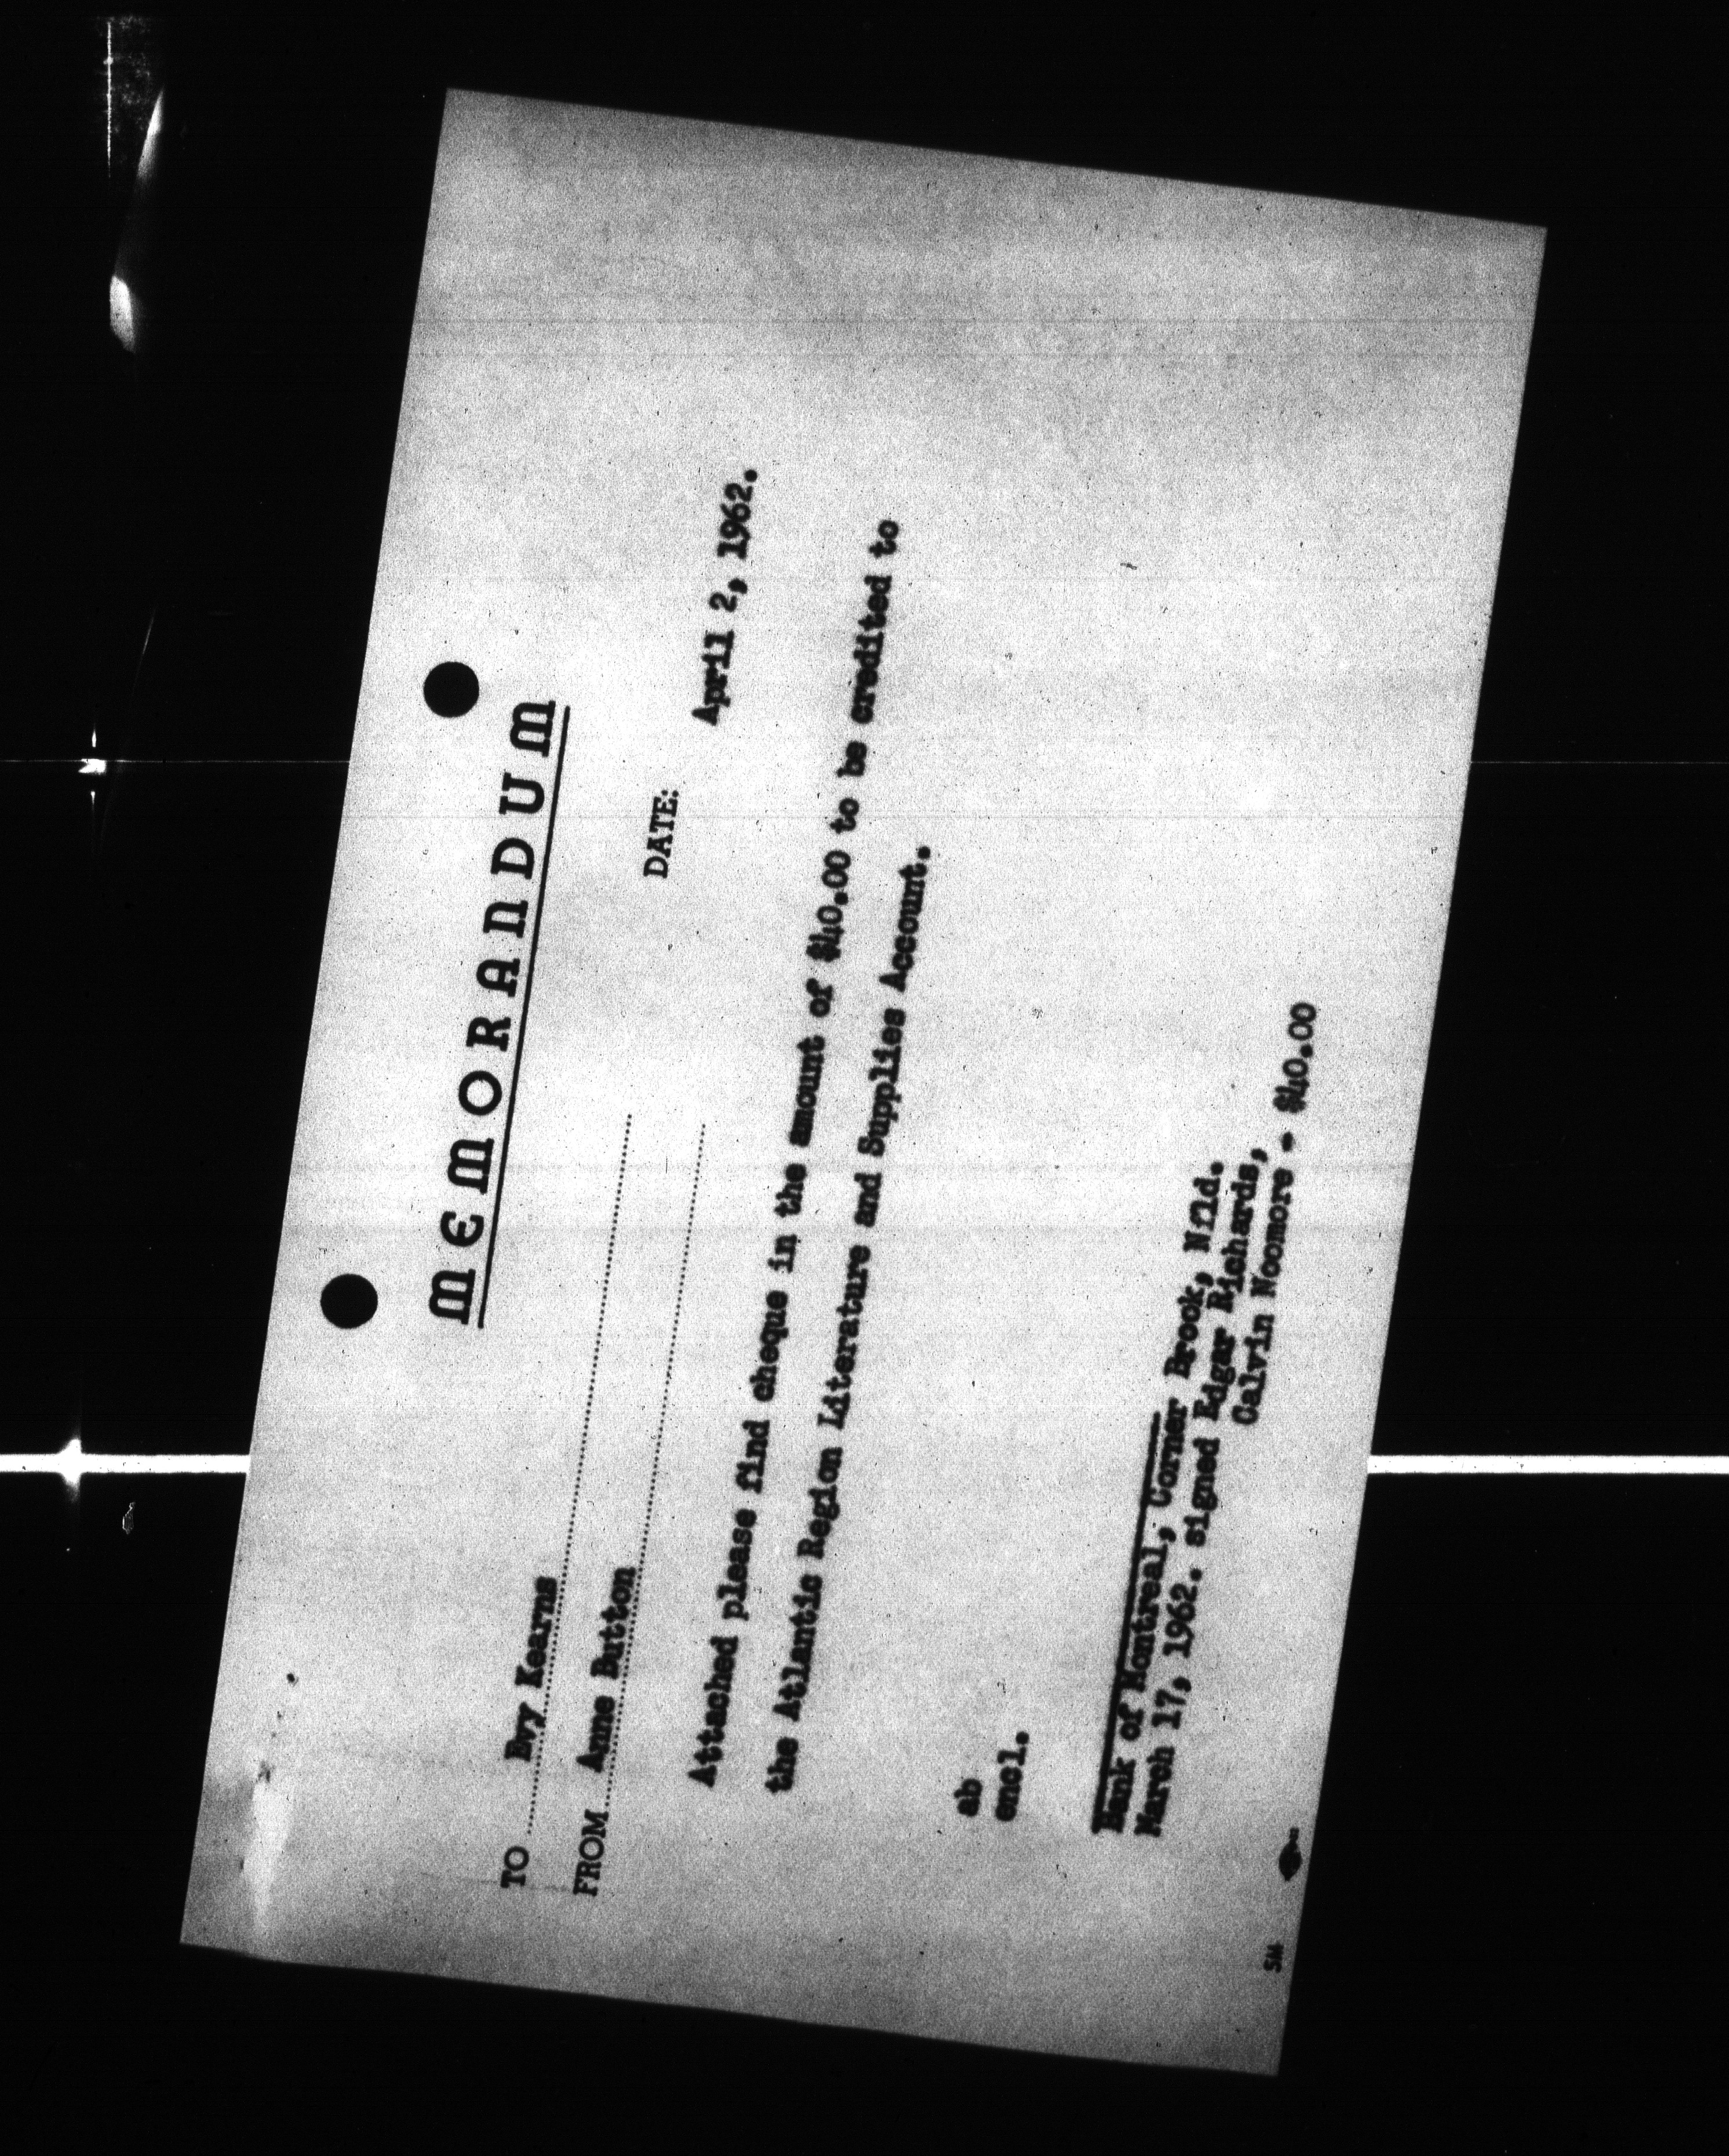 MEMORANDUM
TO Evy Kearns
DATE:
FROM Anne Button
April 2, 1962.
Attached please find cheque in the amount of $40.00 to be credited to
the Atlantic Region Literature and Supplies Account.
ab
encl.
Bank of Montreal, Corner Brook, Nfld.
March 17, 1962. signed Edgar Richards,
Calvin Noomore - $40.00
5M